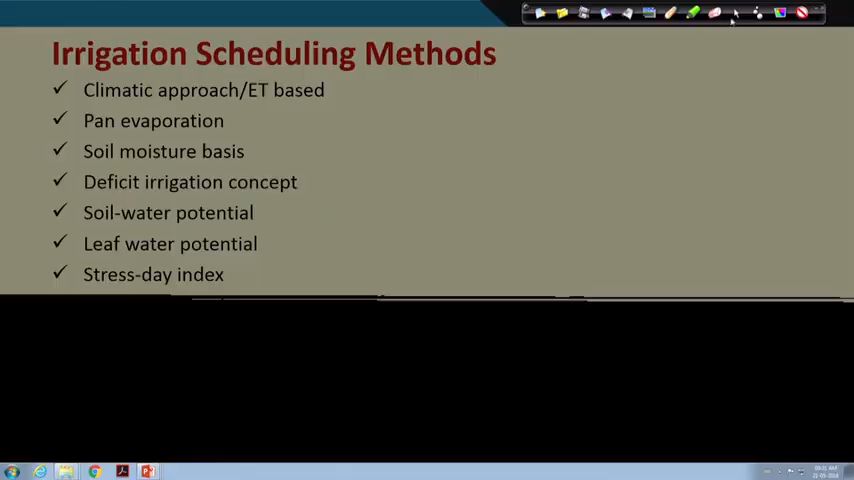 Irrigation Scheduling Methods
✓ Climatic approach/ET based
✓ Pan evaporation
✓ Soil moisture basis
✓ Deficit irrigation concept
✓ Soil-water potential
✓ Leaf water potential
✓ Stress-day index